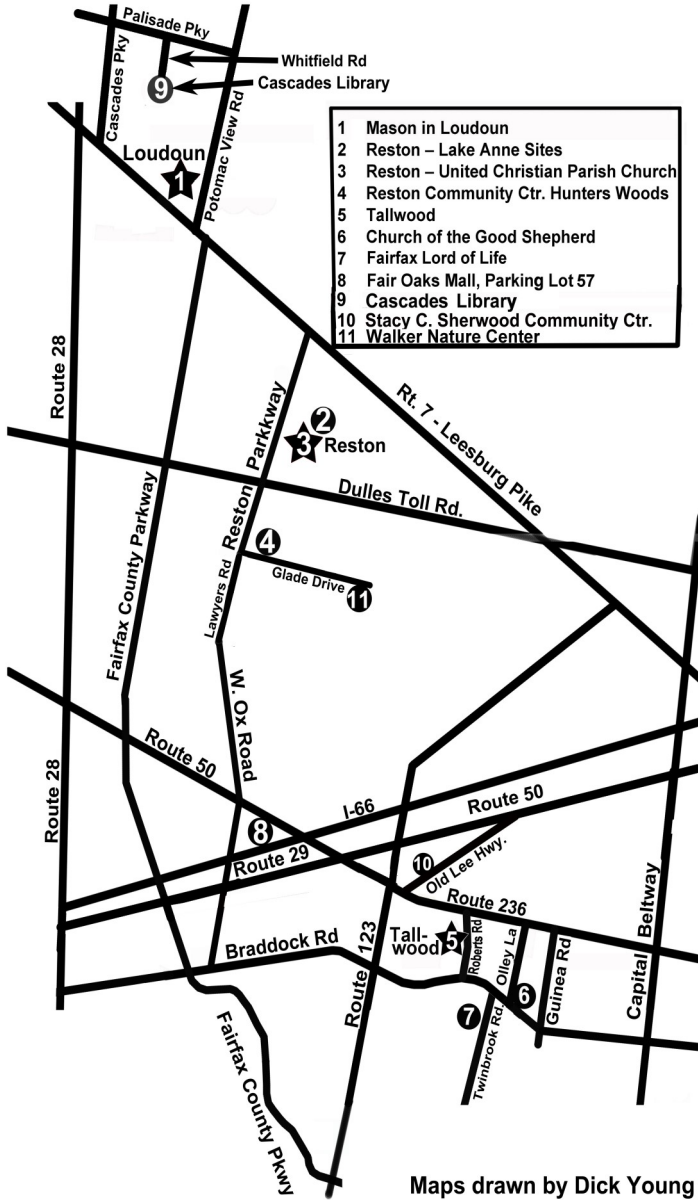 Palisade Pky
Cascades Pky
Whitfield Rd
9
Cascades Library
Potomac View Rd
Loudoun
1
1 Mason in Loudoun
2 Reston – Lake Anne Sites
3 Reston – United Christian Parish Church
4 Reston Community Ctr. Hunters Woods
5 Tallwood
6 Church of the Good Shepherd
7 Fairfax Lord of Life
8 Fair Oaks Mall, Parking Lot 57
9 Cascades Library
10 Stacy C. Sherwood Community Ctr.
11 Walker Nature Center
Route 28
Rt. 7 - Leesburg Pike
Reston Parkkway
2
3
Reston
Dulles Toll Rd.
Fairfax County Parkway
4
Glade Drive
11
Lawyers Rd
W. Ox Road
Route 50
Route 28
I-66
Route 50
8
Route 29
10
Old Lee Hwy.
Route 236
Braddock Rd
Route 123
Tall-
wood
5
Roberts Rd
Olley La
Guinea Rd
Capital Beltway
6
7
Twinbrook Rd.
Fairfax County Pkwy
Maps drawn by Dick Young